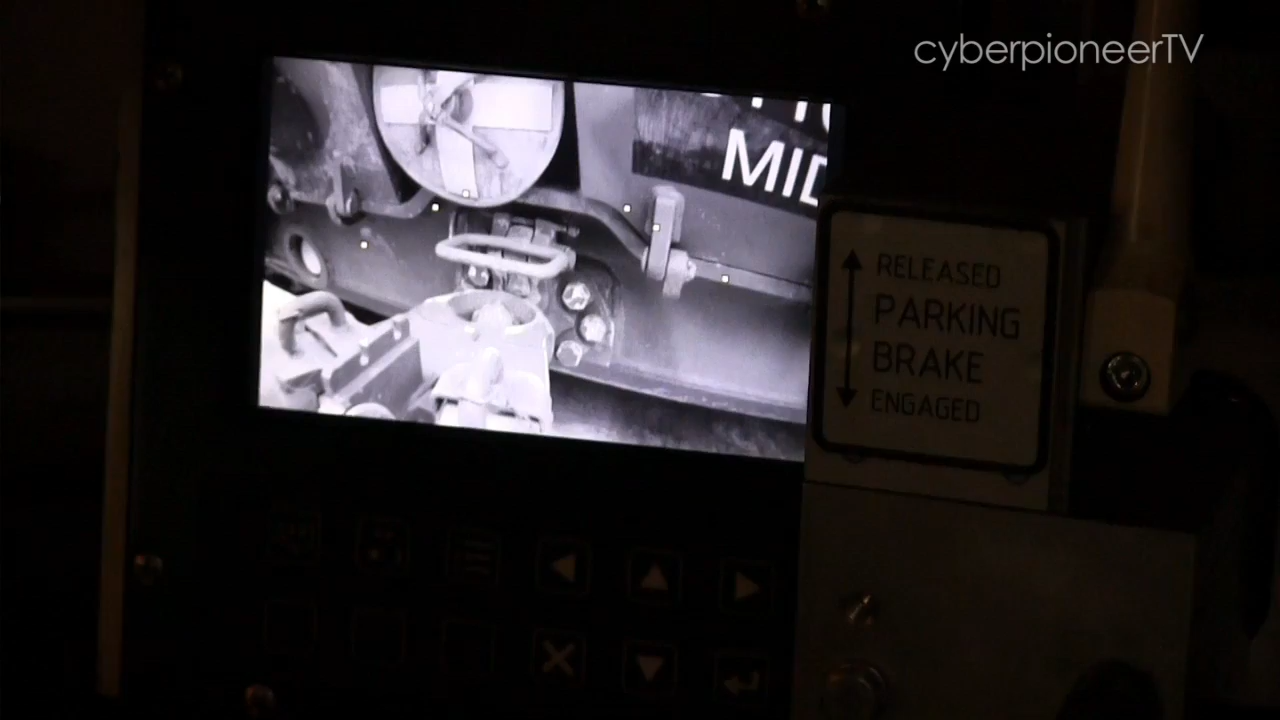 cyberpioneerTV
MID
RELEASED
PARKING
BRAKE
ENGAGED